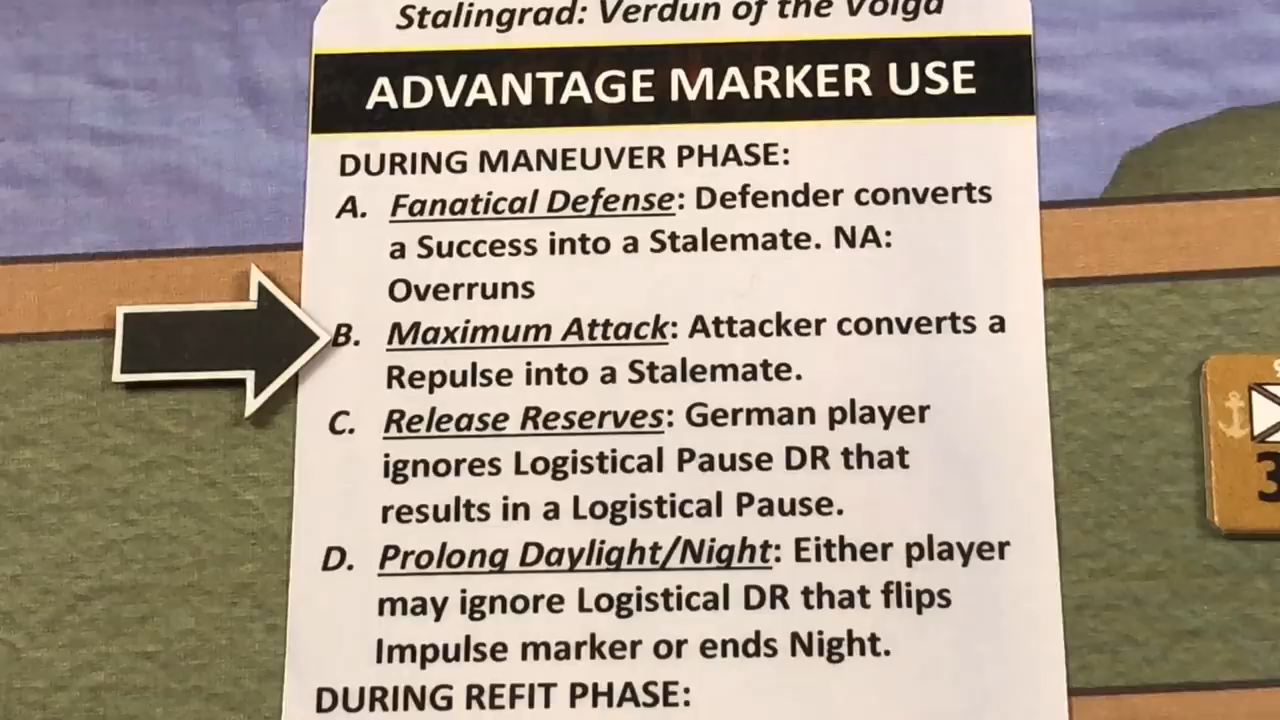 Stalingrad: Verdun of the Volga
ADVANTAGE MARKER USE
DURING MANEUVER PHASE:
A. Fanatical Defense: Defender converts
a Success into a Stalemate. NA:
Overruns
B. Maximum Attack: Attacker converts a
Repulse into a Stalemate.
C. Release Reserves: German player
ignores Logistical Pause DR that
results in a Logistical Pause.
D. Prolong Daylight/Night: Either player
may ignore Logistical DR that flips
Impulse marker or ends Night.
DURING REFIT PHASE:
3